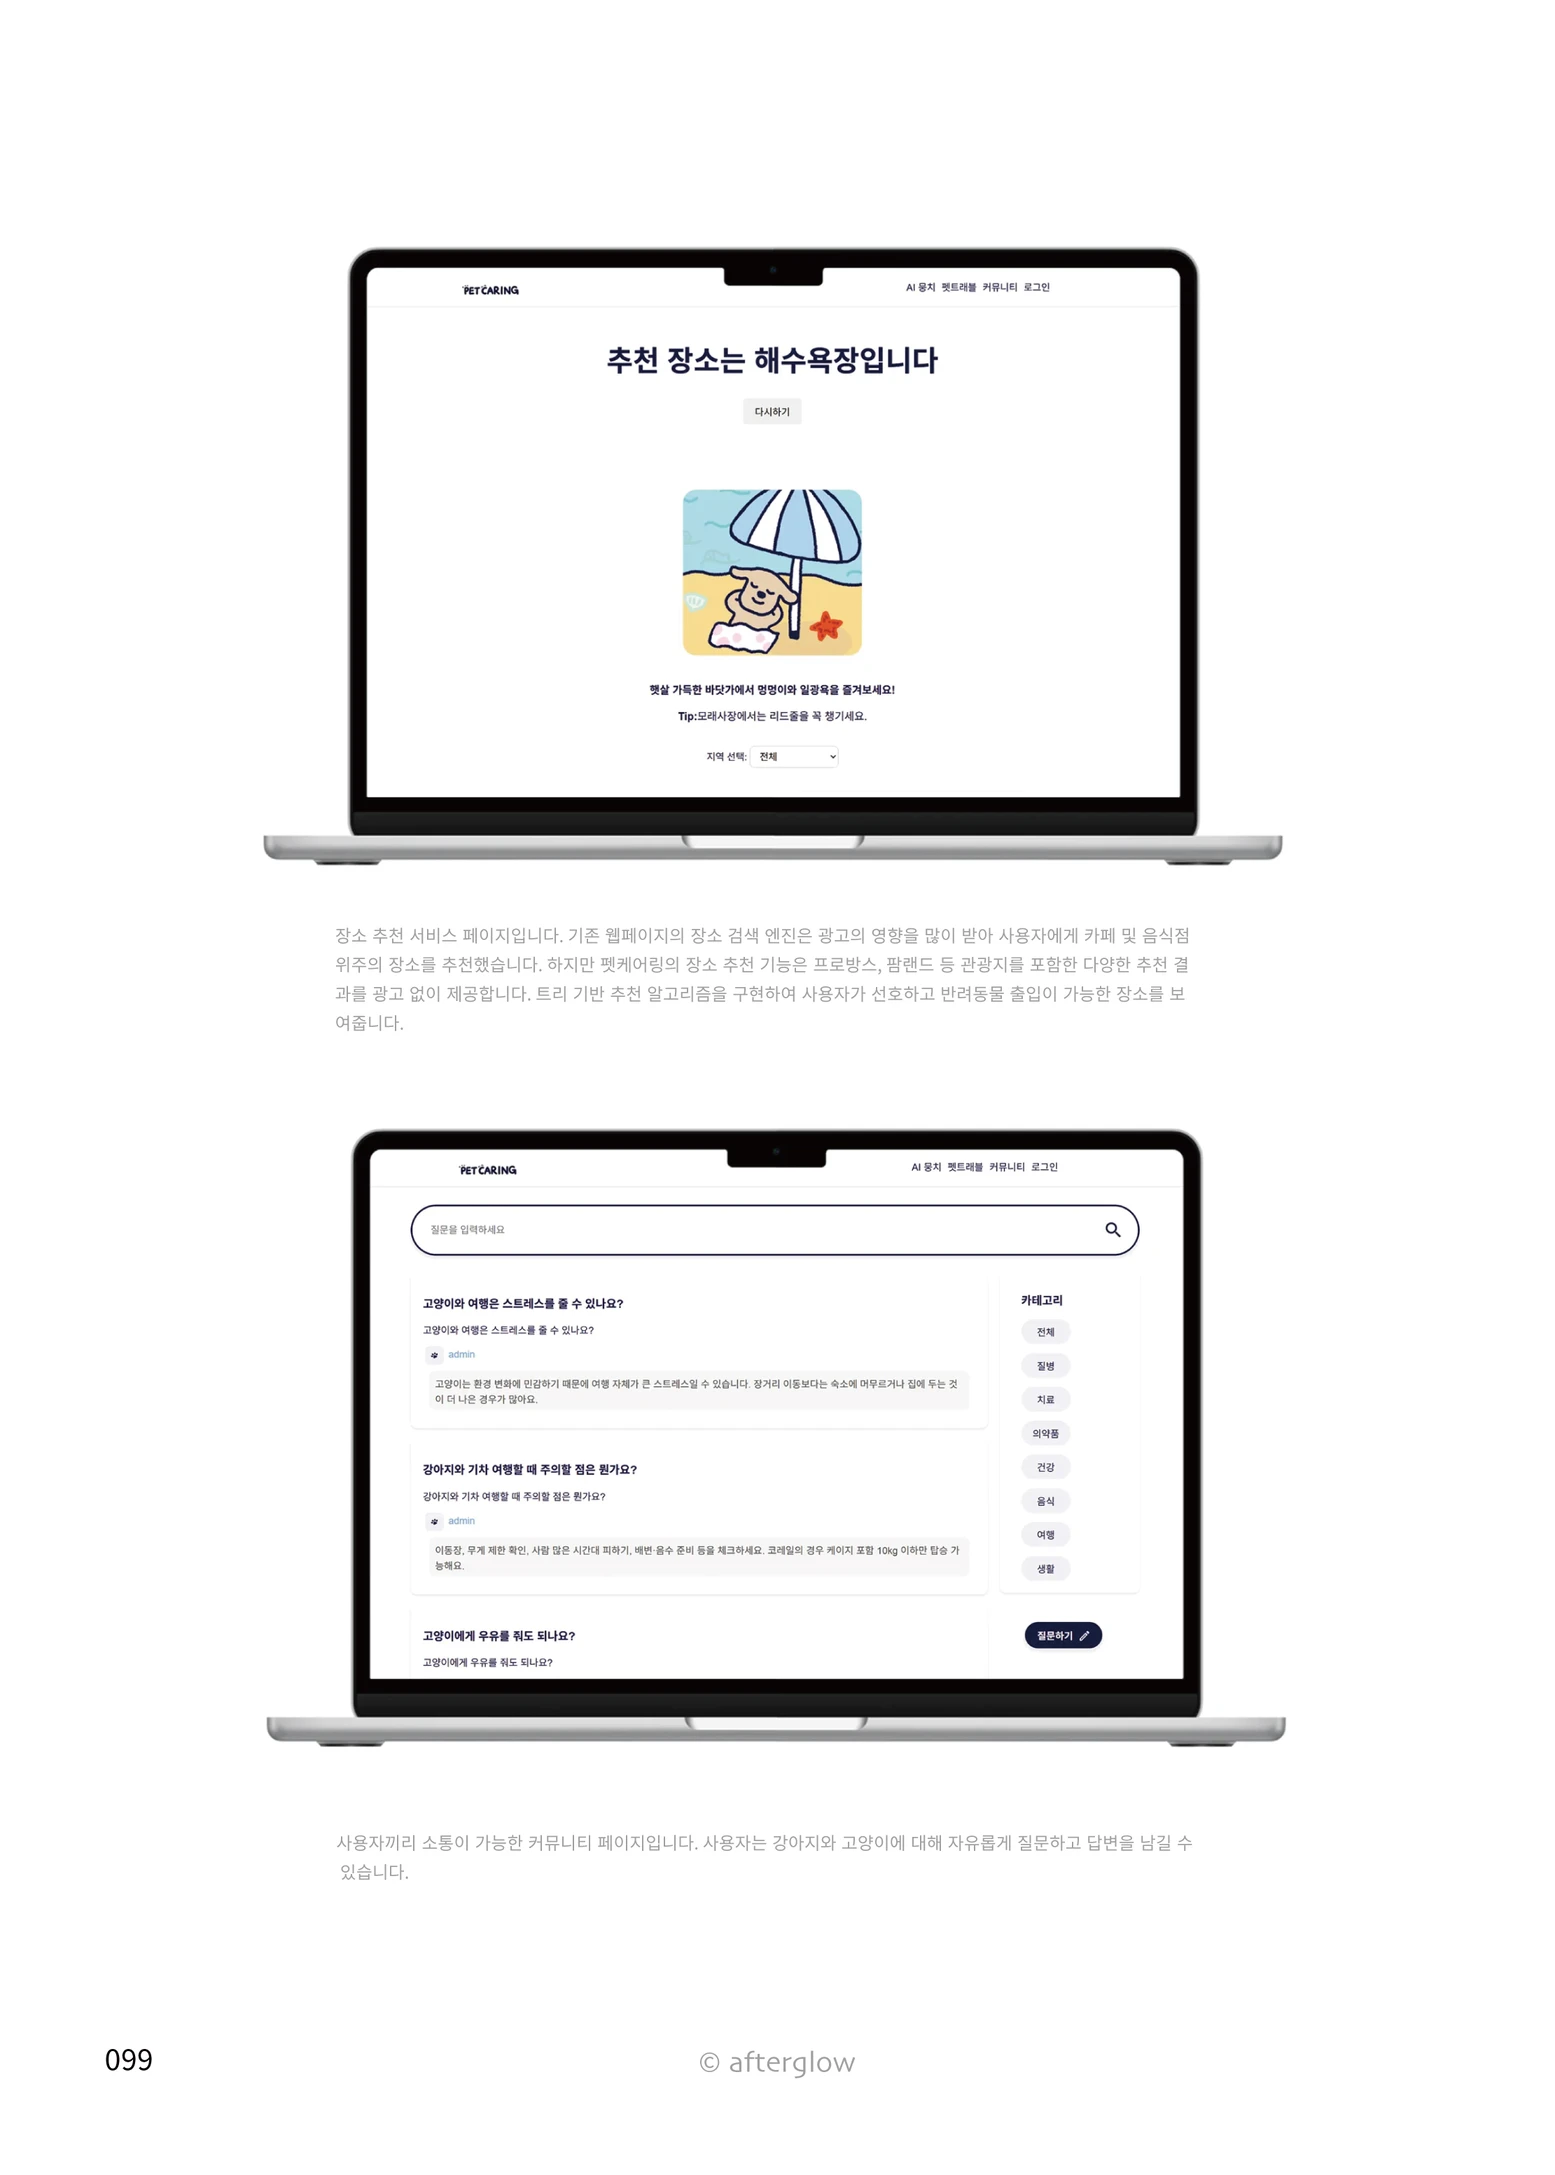 PET CARING
AI 뭉치 펫트래블 커뮤니티 로그인
추천 장소는 해수욕장입니다
다시하기
햇살 가득한 바닷가에서 멍멍이와 일광욕을 즐겨보세요!
Tip:모래사장에서는 리드줄을 꼭 챙기세요.
지역 선택: 전체
장소 추천 서비스 페이지입니다. 기존 웹페이지의 장소 검색 엔진은 광고의 영향을 많이 받아 사용자에게 카페 및 음식점
위주의 장소를 추천했습니다. 하지만 펫케어링의 장소 추천 기능은 프로방스, 팜랜드 등 관광지를 포함한 다양한 추천 결
과를 광고 없이 제공합니다. 트리 기반 추천 알고리즘을 구현하여 사용자가 선호하고 반려동물 출입이 가능한 장소를 보
여줍니다.
PET CARING
AI 뭉치 펫트래블 커뮤니티 로그인
질문을 입력하세요
고양이와 여행은 스트레스를 줄 수 있나요?
고양이와 여행은 스트레스를 줄 수 있나요?
admin
고양이는 환경 변화에 민감하기 때문에 여행 자체가 큰 스트레스일 수 있습니다. 장거리 이동보다는 숙소에 머무르거나 집에 두는 것
이 더 나은 경우가 많아요.
강아지와 기차 여행할 때 주의할 점은 뭔가요?
강아지와 기차 여행할 때 주의할 점은 뭔가요?
admin
이동장, 무게 제한 확인, 사람 많은 시간대 피하기, 배변·음수 준비 등을 체크하세요. 코레일의 경우 케이지 포함 10kg 이하만 탑승 가
능해요.
고양이에게 우유를 줘도 되나요?
고양이에게 우유를 줘도 되나요?
카테고리
전체
질병
치료
의약품
건강
음식
여행
생활
질문하기
사용자끼리 소통이 가능한 커뮤니티 페이지입니다. 사용자는 강아지와 고양이에 대해 자유롭게 질문하고 답변을 남길 수
있습니다.
099
© afterglow